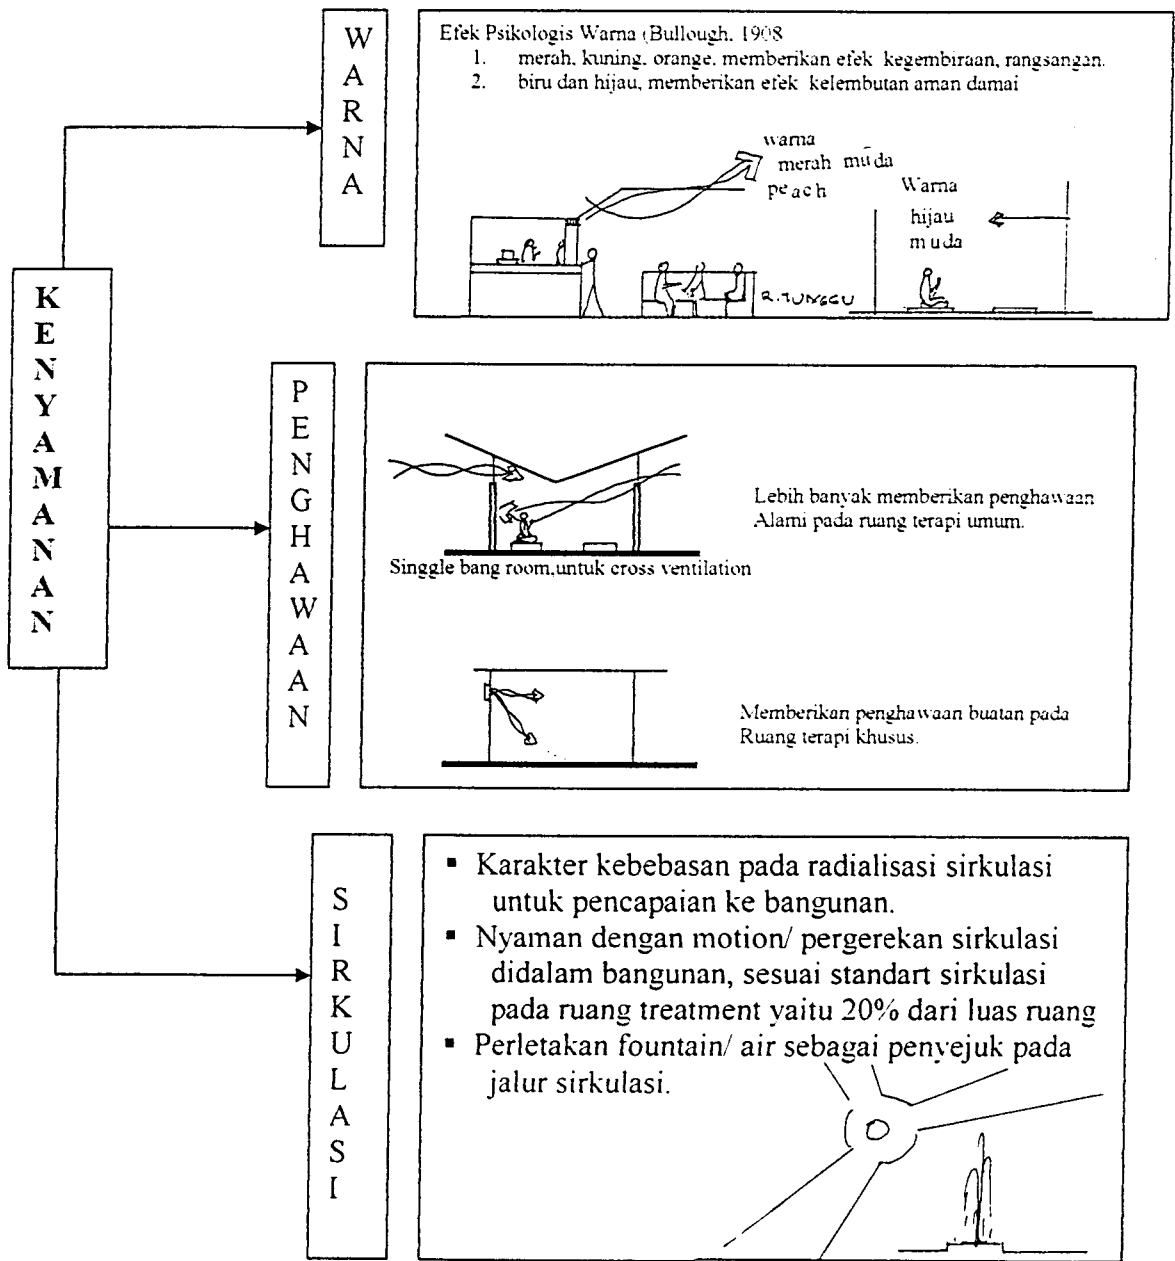 KENYAMANAN
WARNA
Efek Psikologis Warna (Bullough, 1908
1. merah, kuning, orange, memberikan efek kegembiraan, rangsangan.
2. biru dan hijau, memberikan efek kelembutan aman damai
warna
merah muda
peach
Warna
hijau
muda
R.TUNGGU
PENGHAWAAN
Lebih banyak memberikan penghawaan
Alami pada ruang terapi umum.
Singgle bang room,untuk cross ventilation
Memberikan penghawaan buatan pada
Ruang terapi khusus.
SIRKULASI
▪ Karakter kebebasan pada radialisasi sirkulasi
untuk pencapaian ke bangunan.
▪ Nyaman dengan motion/ pergerekan sirkulasi
didalam bangunan, sesuai standart sirkulasi
pada ruang treatment yaitu 20% dari luas ruang
▪ Perletakan fountain/ air sebagai penyejuk pada
jalur sirkulasi.